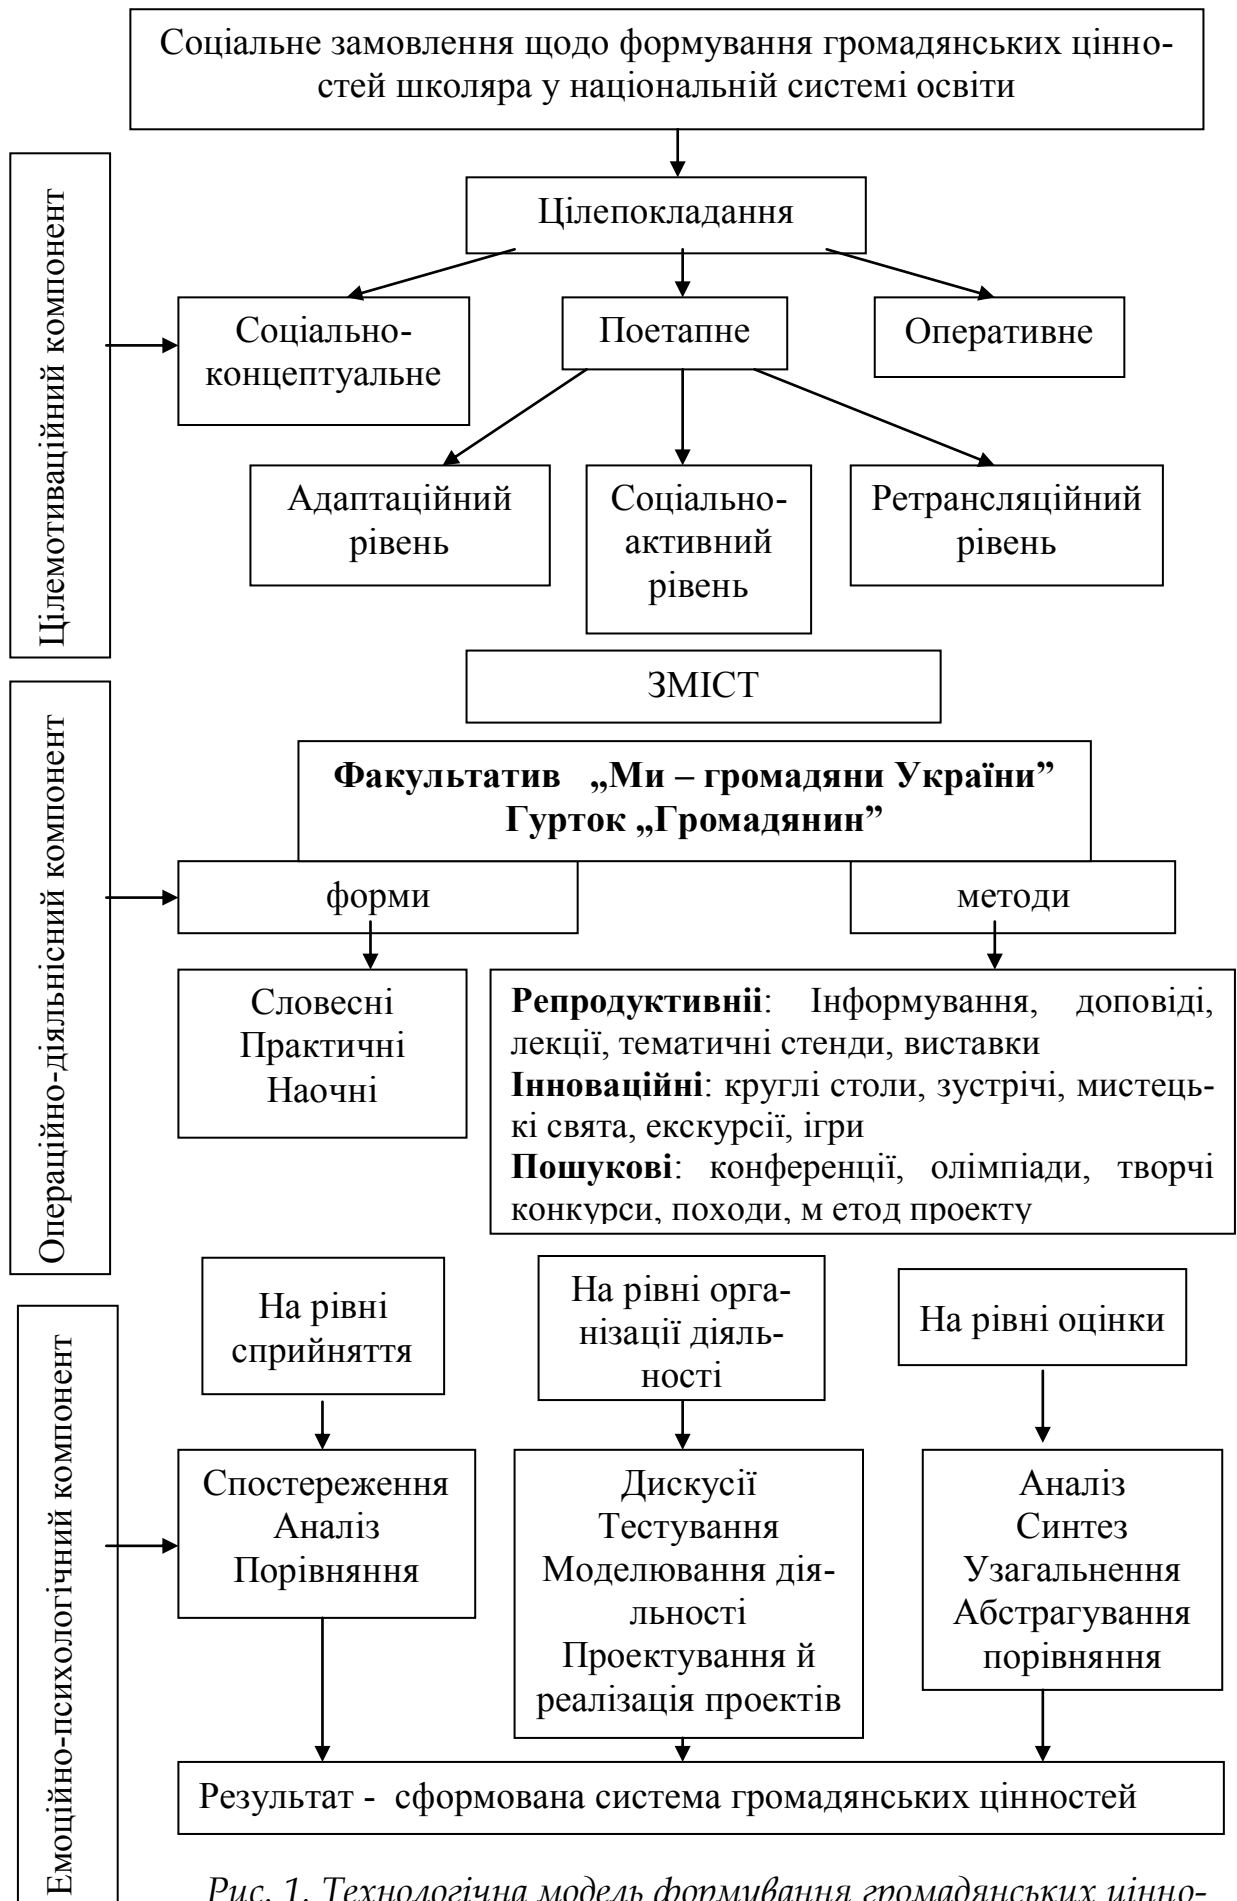 Соціальне замовлення щодо формування громадянських цінно-
стей школяра у національній системі освіти
Цілемотиваційний компонент
Цілепокладання
Соціально-
концептуальне
Поетапне
Оперативне
Адаптаційний
рівень
Соціально-
активний
рівень
Ретрансляційний
рівень
ЗМІСТ
Операційно-діяльнісний компонент
Факультатив „Ми – громадяни України”
Гурток „Громадянин”
форми
методи
Словесні
Практичні
Наочні
Репродуктивніі: Інформування, доповіді,
лекції, тематичні стенди, виставки
Інноваційні: круглі столи, зустрічі, мистець-
кі свята, екскурсії, ігри
Пошукові: конференції, олімпіади, творчі
конкурси, походи, м етод проекту
Емоційно-психологічний компонент
На рівні
сприйняття
На рівні орга-
нізації діяль-
ності
На рівні оцінки
Спостереження
Аналіз
Порівняння
Дискусії
Тестування
Моделювання дія-
льності
Проектування й
реалізація проектів
Аналіз
Синтез
Узагальнення
Абстрагування
порівняння
Результат - сформована система громадянських цінностей
Рис. 1. Технологічна модель формування громадянських цінно-